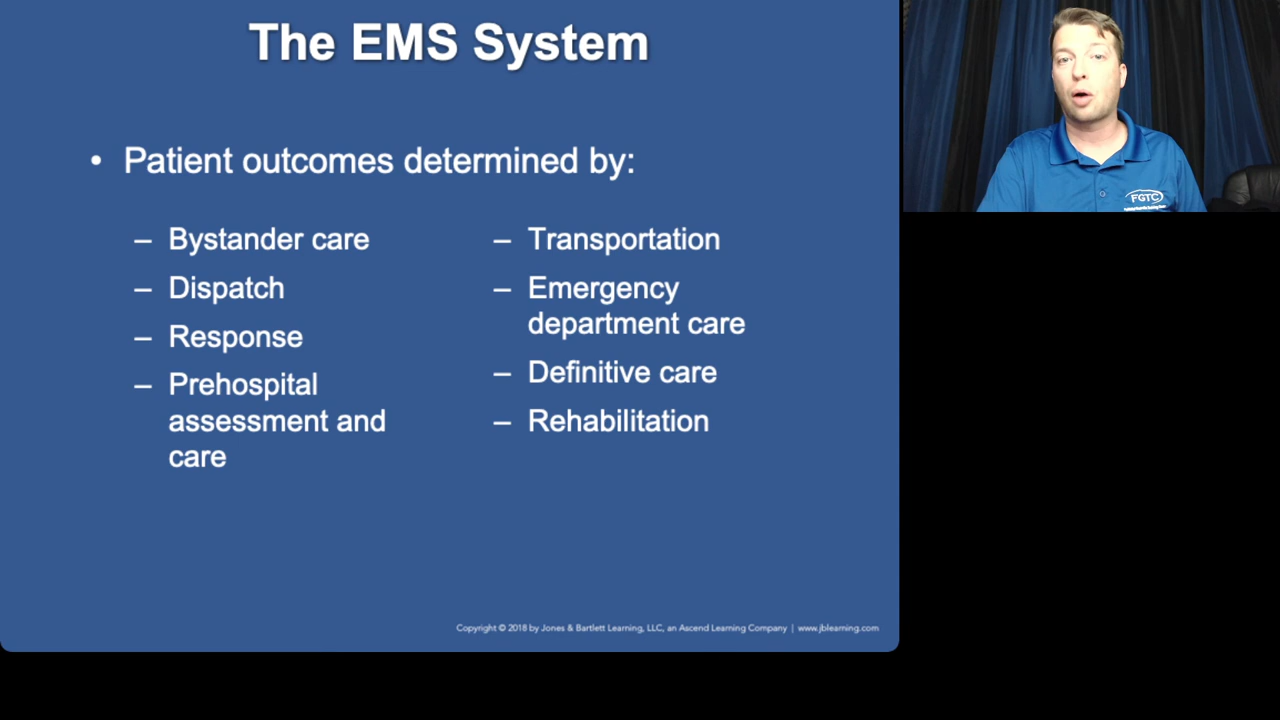 The EMS System
• Patient outcomes determined by:
– Bystander care
– Dispatch
– Response
– Prehospital
assessment and
care
– Transportation
– Emergency
department care
– Definitive care
– Rehabilitation
Copyright © 2018 by Jones & Bartlett Learning, LLC, an Ascend Learning Company | www.jblearning.com
FGTC